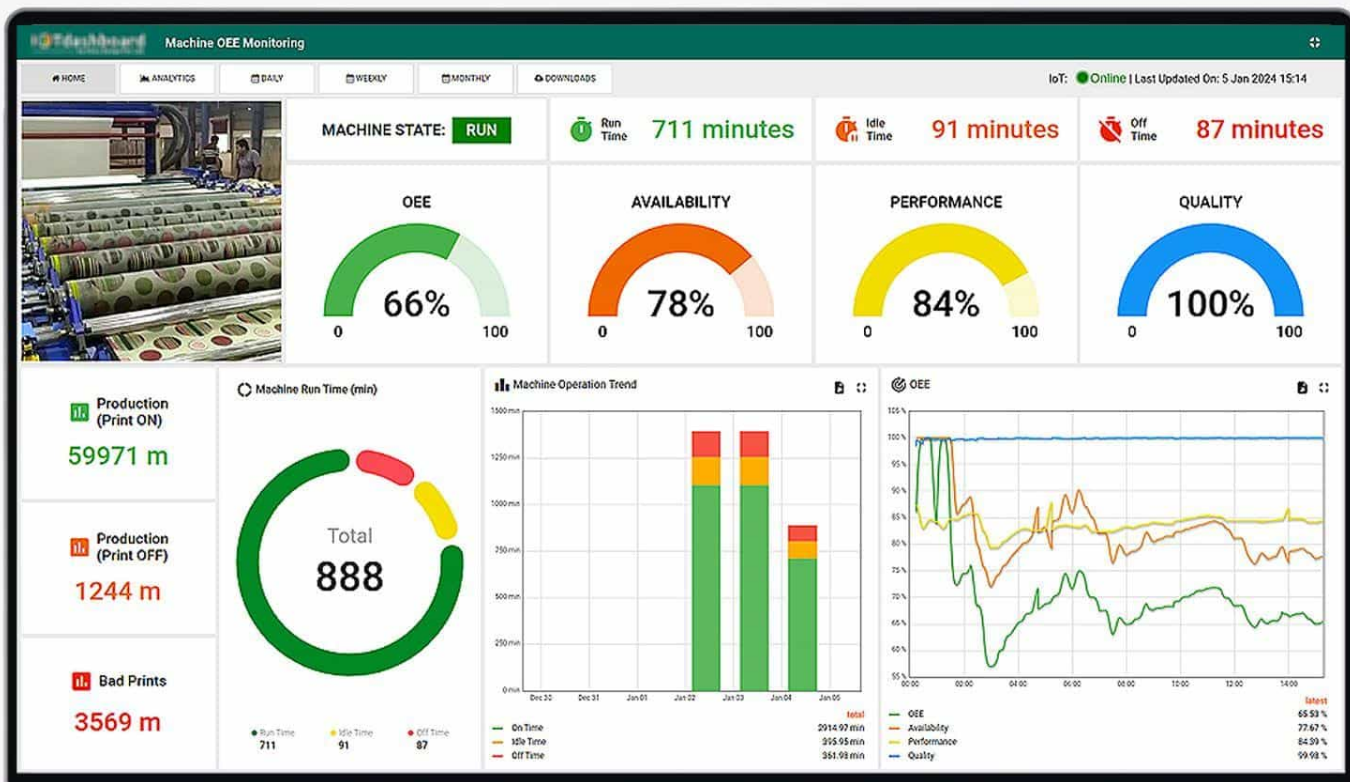 IOTdashboard
Machine OEE Monitoring
HOME
ANALYTICS
DAILY
WEEKLY
MONTHLY
DOWNLOADS
IoT: Online | Last Updated On: 5 Jan 2024 15:14
MACHINE STATE: RUN
Run
Time
711 minutes
Idle
Time
91 minutes
Off
Time
87 minutes
OEE
66%
0
100
AVAILABILITY
78%
0
100
PERFORMANCE
84%
0
100
QUALITY
100%
0
100
Production
(Print ON)
59971 m
Production
(Print OFF)
1244 m
Bad Prints
3569 m
Machine Run Time (min)
Total
888
Run Time
711
Idle Time
91
Off Time
87
Machine Operation Trend
1500 min
1250 min
1000 min
750 min
500 min
250 min
0 min
Dec 30
Dec 31
Jan 01
Jan 02
Jan 03
Jan 04
Jan 05
total
On Time 2914.97 min
Idle Time 395.95 min
Off Time 361.93 min
OEE
105 %
100 %
95 %
90 %
85 %
80 %
75 %
70 %
65 %
60 %
55 %
00:00
02:00
04:00
06:00
08:00
10:00
12:00
14:00
latest
OEE 65.53 %
Availability 77.67 %
Performance 84.39 %
Quality 99.98 %